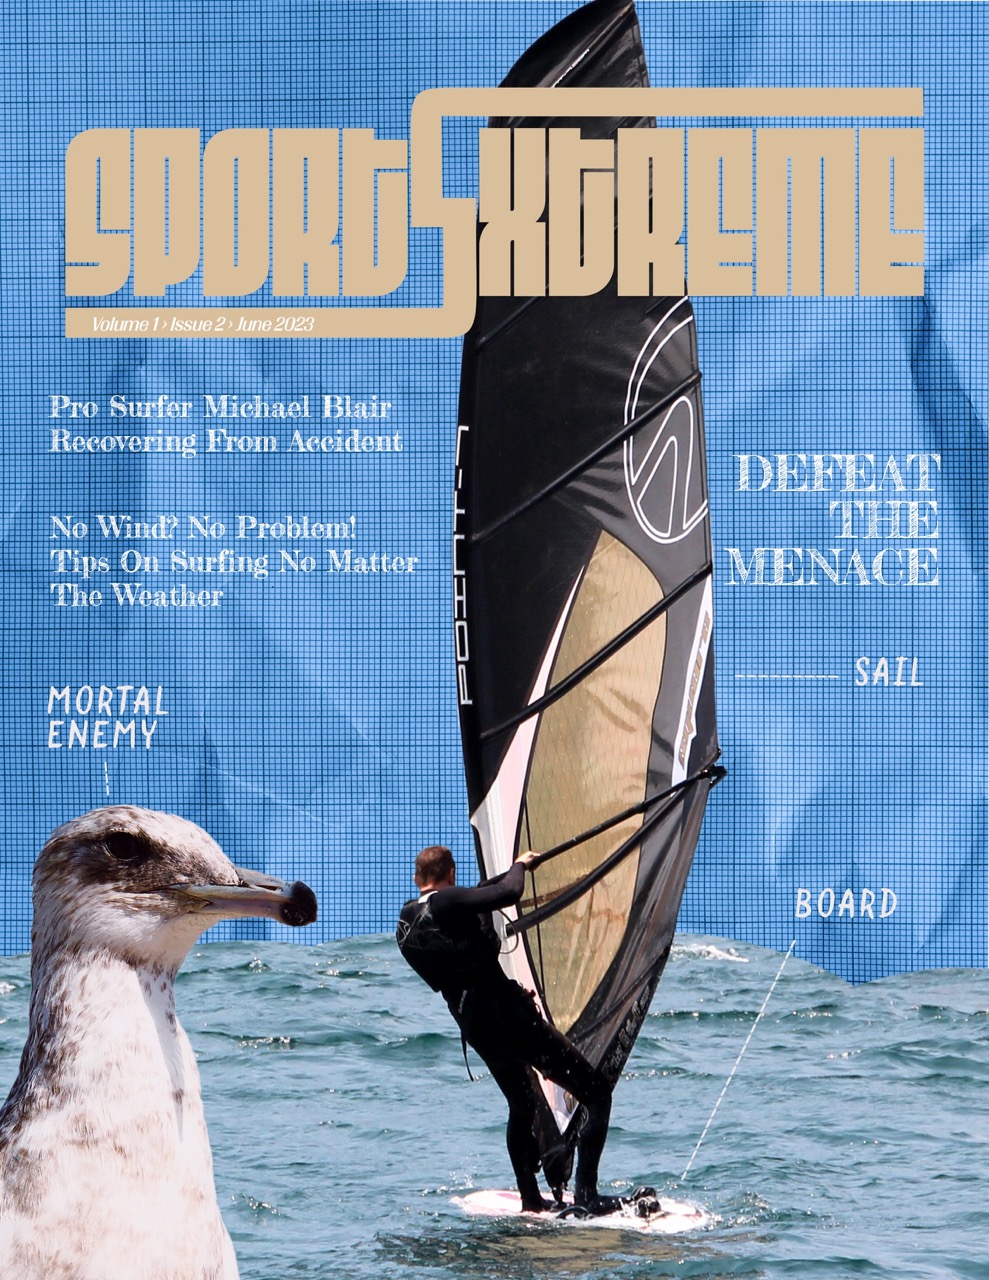 SPORTSXTREME
Volume 1 › Issue 2 › June 2023
Pro Surfer Michael Blair
Recovering From Accident
No Wind? No Problem!
Tips On Surfing No Matter
The Weather
DEFEAT
THE
MENACE
SAIL
MORTAL
ENEMY
BOARD